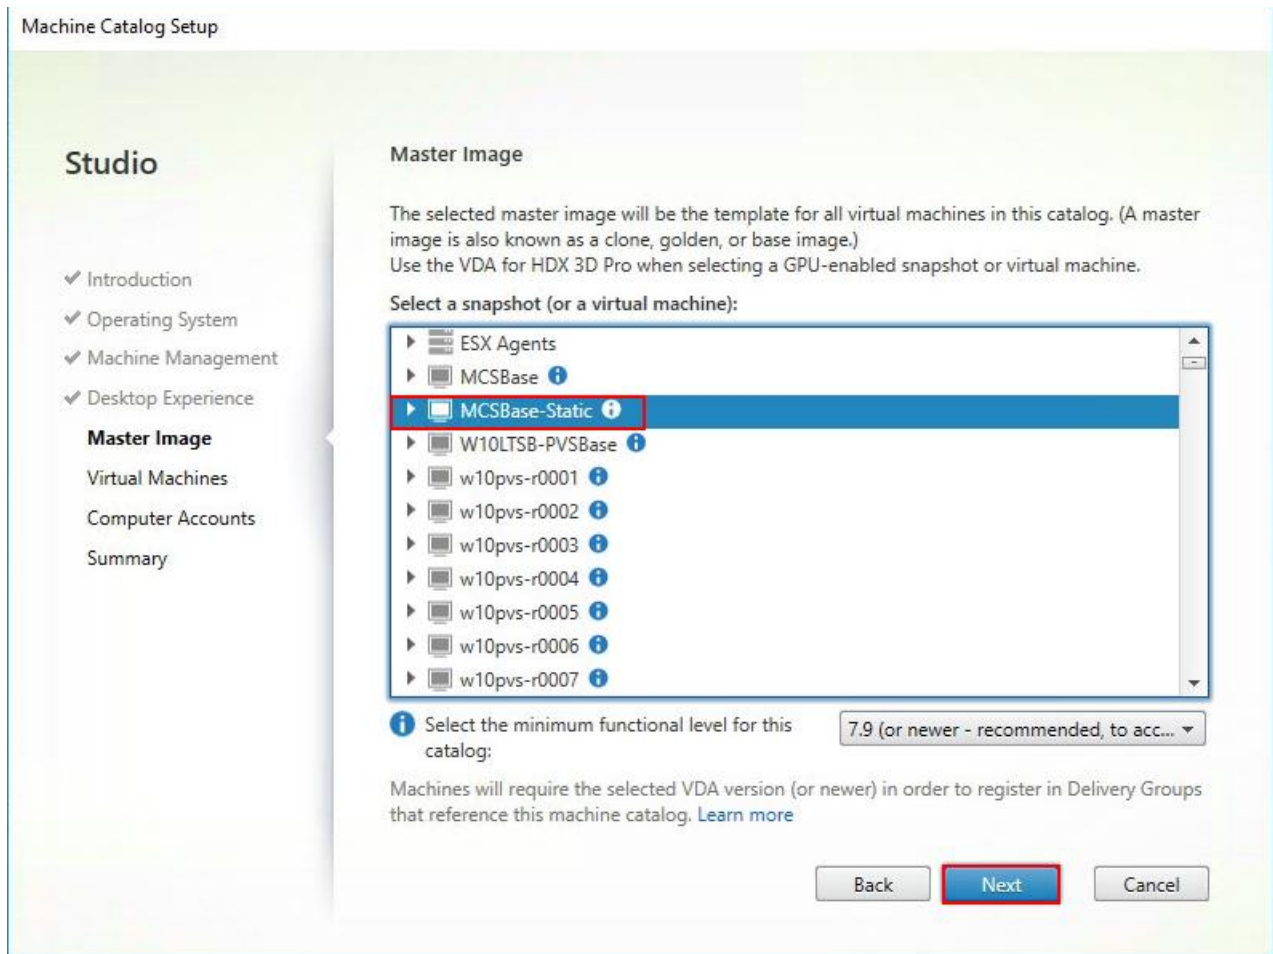 Machine Catalog Setup
Studio
Introduction
Operating System
Machine Management
Desktop Experience
Master Image
Virtual Machines
Computer Accounts
Summary
Master Image
The selected master image will be the template for all virtual machines in this catalog. (A master
image is also known as a clone, golden, or base image.)
Use the VDA for HDX 3D Pro when selecting a GPU-enabled snapshot or virtual machine.
Select a snapshot (or a virtual machine):
ESX Agents
MCSBase
MCSBase-Static
W10LTSB-PVSBase
w10pvs-r0001
w10pvs-r0002
w10pvs-r0003
w10pvs-r0004
w10pvs-r0005
w10pvs-r0006
w10pvs-r0007
Select the minimum functional level for this
catalog:
7.9 (or newer - recommended, to acc...
Machines will require the selected VDA version (or newer) in order to register in Delivery Groups
that reference this machine catalog. Learn more
Back
Next
Cancel